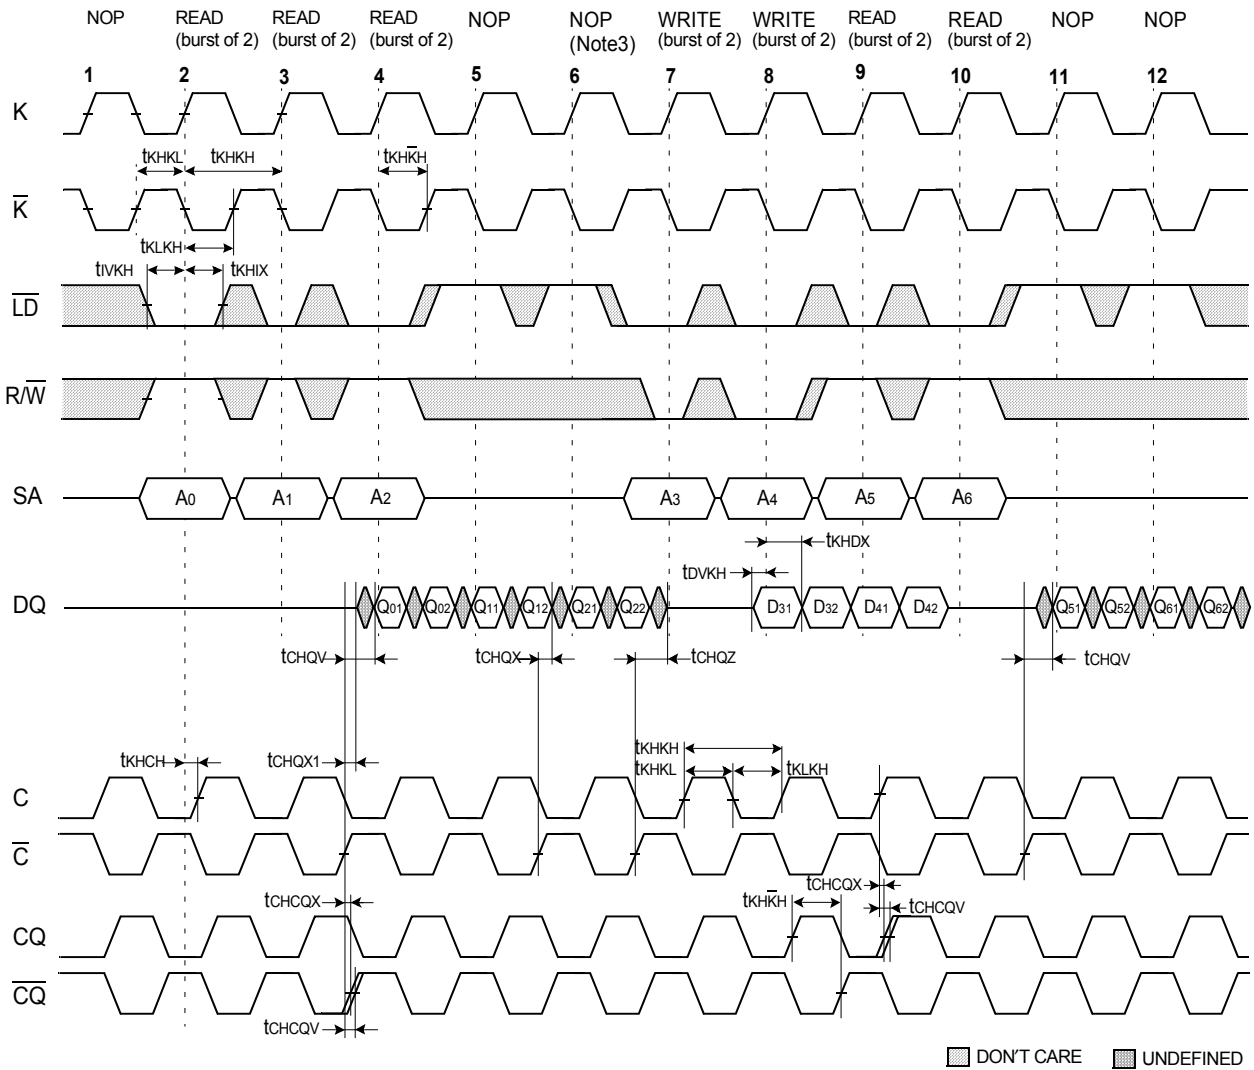 NOP READ READ READ NOP NOP WRITE WRITE READ READ NOP NOP
(burst of 2) (burst of 2) (burst of 2) (Note3) (burst of 2) (burst of 2) (burst of 2) (burst of 2)
1 2 3 4 5 6 7 8 9 10 11 12
K
tKHKL tKHKH tKHK̅H
K̅
tKLKH
tIVKH tKHIX
L̅D̅
R/W̅
SA A0 A1 A2 A3 A4 A5 A6
tKHDX
tDVKH
DQ Q01 Q02 Q11 Q12 Q21 Q22 D31 D32 D41 D42 Q51 Q52 Q61 Q62
tCHQV tCHQX tCHQZ tCHQV
tKHKH
tKHCH tCHQX1 tKHKL tKLKH
C
C̅
tCHCQX tKHK̅H tCHCQX
tCHCQV
CQ
C̅Q̅
tCHCQV
DON'T CARE UNDEFINED